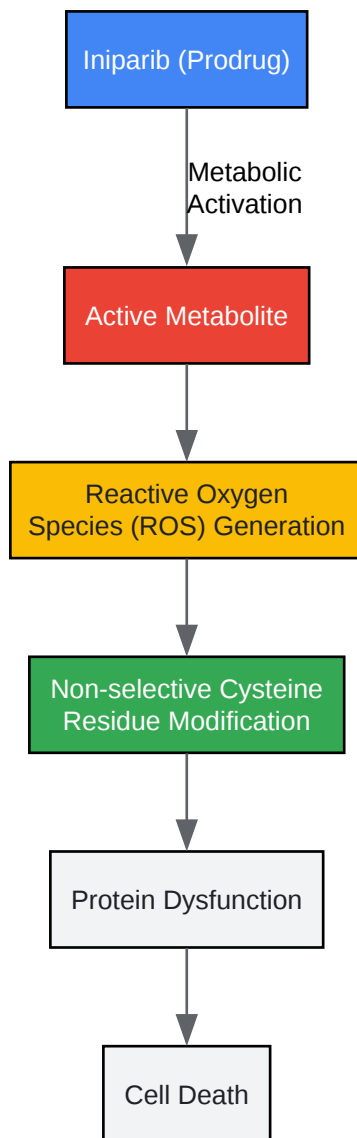 Iniparib (Prodrug)
Metabolic
Activation
Active Metabolite
Reactive Oxygen
Species (ROS) Generation
Non-selective Cysteine
Residue Modification
Protein Dysfunction
Cell Death